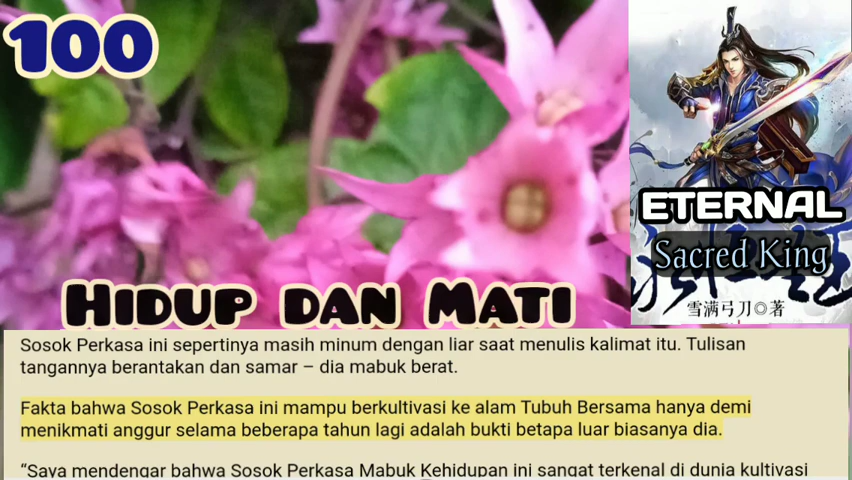 100
ETERNAL
Sacred King
雪满弓刀◎著
HIDUP DAN MATI
Sosok Perkasa ini sepertinya masih minum dengan liar saat menulis kalimat itu. Tulisan
tangannya berantakan dan samar – dia mabuk berat.
Fakta bahwa Sosok Perkasa ini mampu berkultivasi ke alam Tubuh Bersama hanya demi
menikmati anggur selama beberapa tahun lagi adalah bukti betapa luar biasanya dia.
“Saya mendengar bahwa Sosok Perkasa Mabuk Kehidupan ini sangat terkenal di dunia kultivasi